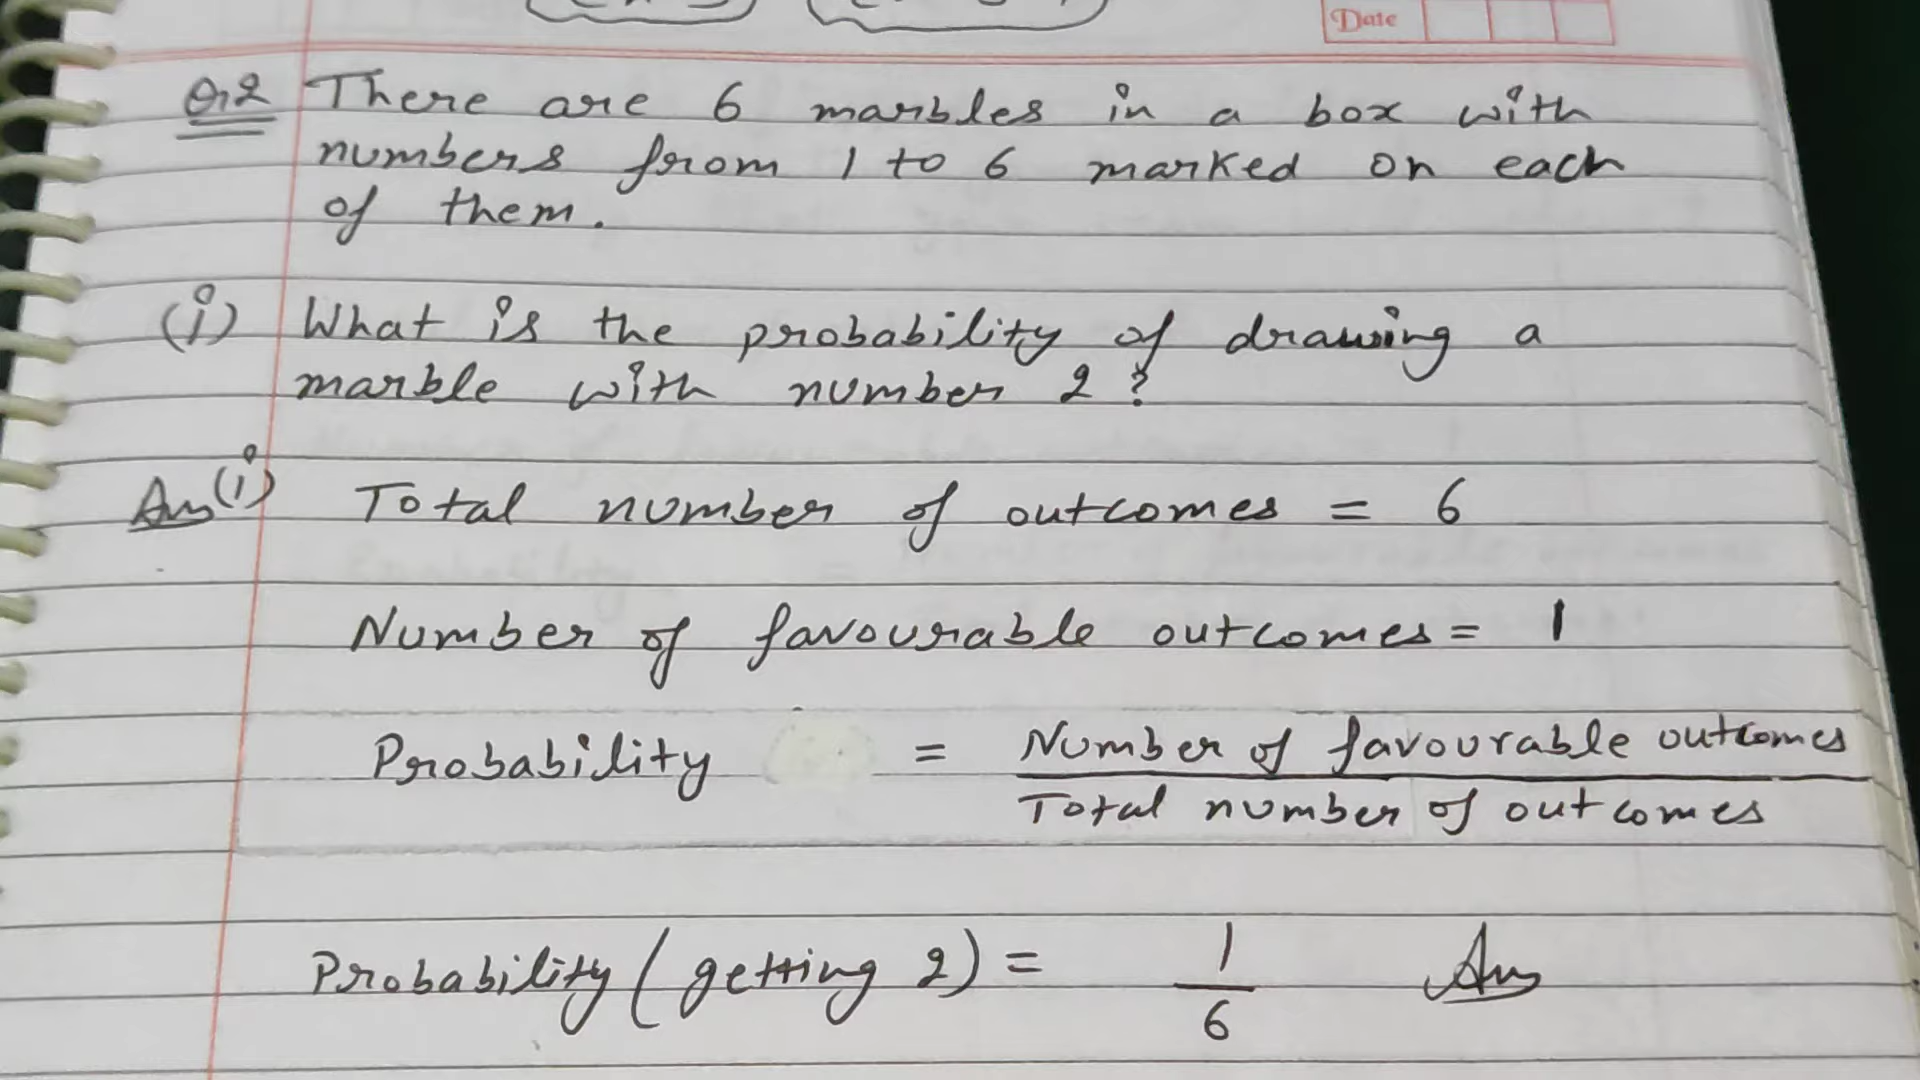 Date
Q.2 There are 6 marbles in a box with
numbers from 1 to 6 marked on each
of them.
(i) What is the probability of drawing a
marble with number 2?
Ans(i) Total number of outcomes = 6
Number of favourable outcomes = 1
Probability = Number of favourable outcomes
Total number of outcomes
Probability (getting 2) = 1 Ans
6